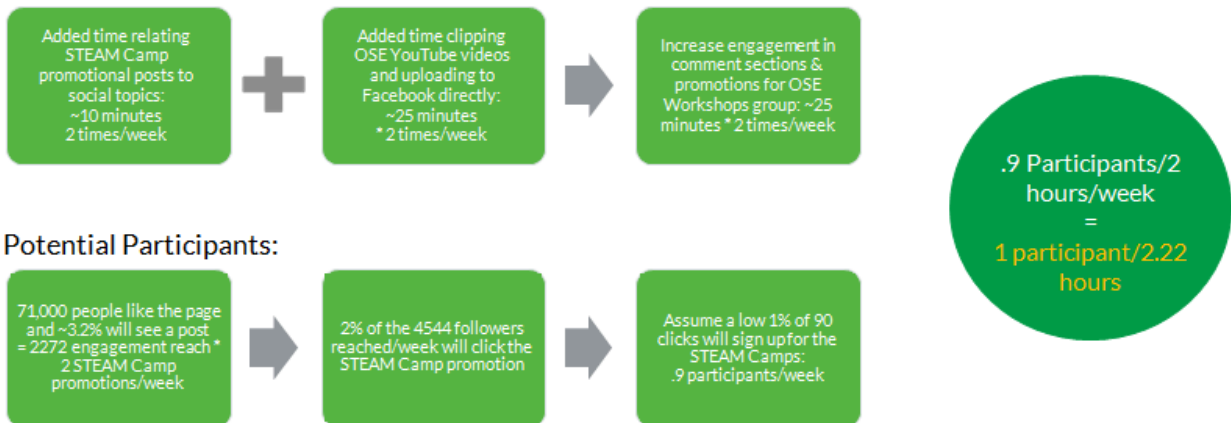 Added time relating
STEAM Camp
promotional posts to
social topics:
~10 minutes
2 times/week
Added time clipping
OSE YouTube videos
and uploading to
Facebook directly:
~25 minutes
* 2 times/week
Increase engagement in
comment sections &
promotions for OSE
Workshops group: ~25
minutes * 2 times/week
.9 Participants/2
hours/week
=
1 participant/2.22
hours
Potential Participants:
71,000 people like the page
and ~3.2% will see a post
= 2272 engagement reach *
2 STEAM Camp
promotions/week
2% of the 4544 followers
reached/week will click the
STEAM Camp promotion
Assume a low 1% of 90
clicks will sign up for the
STEAM Camps:
.9 participants/week